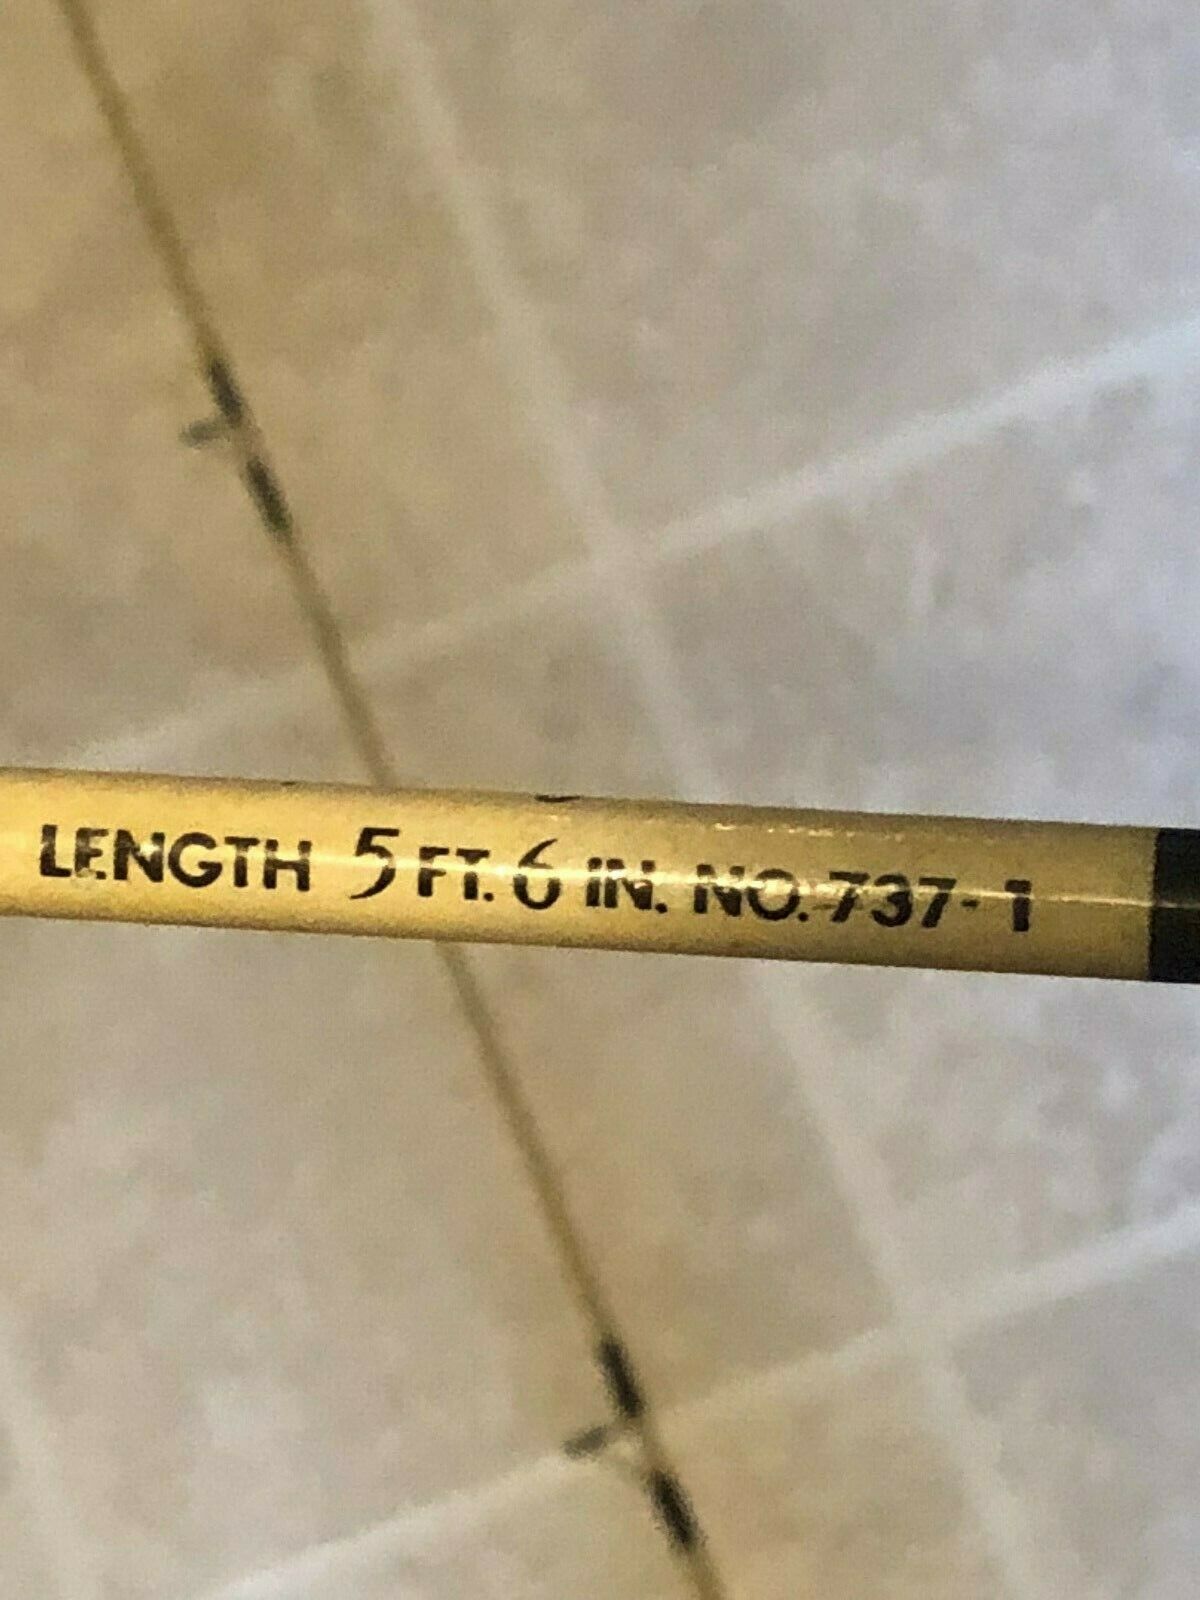 LENGTH 5 FT. 6 IN. NO. 737-1